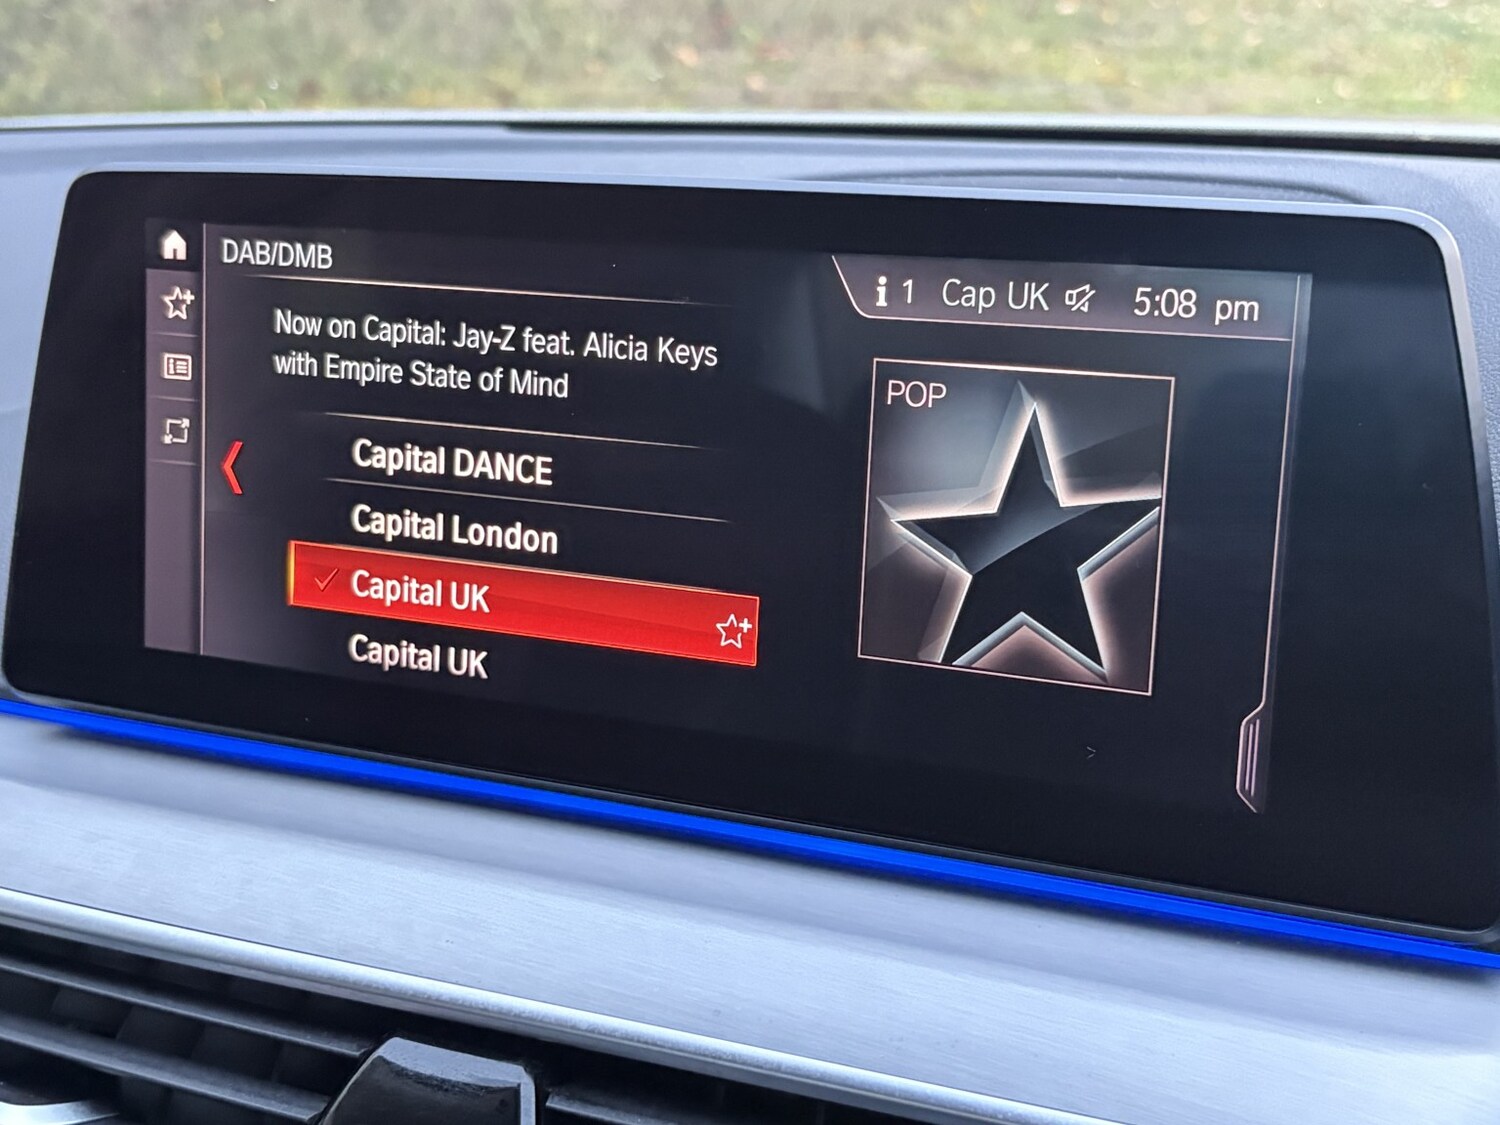 DAB/DMB
1 Cap UK 5:08 pm
Now on Capital: Jay-Z feat. Alicia Keys
with Empire State of Mind
POP
Capital DANCE
Capital London
Capital UK
Capital UK